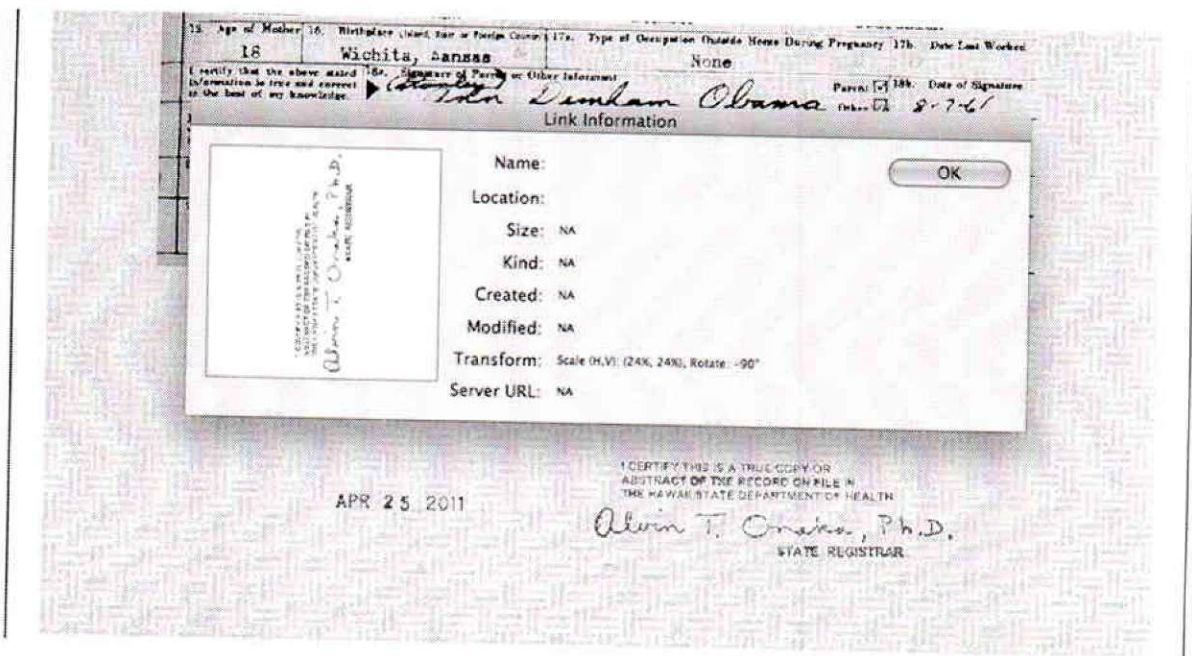 15. Age of Mother 16. Birthplace (Island, State or Foreign Country) 17a. Type of Occupation Outside Home During Pregnancy 17b. Date Last Worked
18 Wichita, Kansas None
I certify that the above stated information is true and correct to the best of my knowledge.
18a. Signature of Parent or Other Informant
Parent 18b. Date of Signature
(Stanley) Ann Dunham Obama Other 8-7-61
Link Information
Name:
OK
Location:
Size: NA
Kind: NA
Created: NA
Modified: NA
Transform: Scale (H,V): (24%, 24%), Rotate: -90°
Server URL: NA
Alvin T. Onaka, Ph.D.
STATE REGISTRAR
APR 25 2011
I CERTIFY THIS IS A TRUE COPY OR
ABSTRACT OF TXE RECORD ON FILE IN
THE HAWAII STATE DEPARTMENT OF HEALTH
Alvin T. Onaka, Ph.D.
STATE REGISTRAR